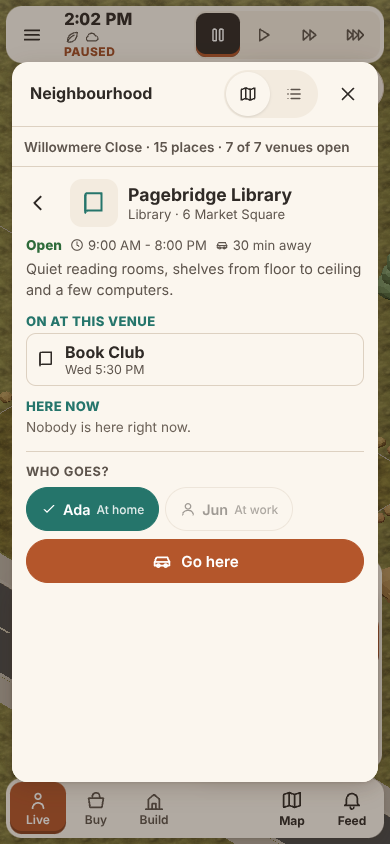 2:02 PM
PAUSED
Neighbourhood
Willowmere Close · 15 places · 7 of 7 venues open
Pagebridge Library
Library · 6 Market Square
Open 9:00 AM - 8:00 PM 30 min away
Quiet reading rooms, shelves from floor to ceiling
and a few computers.
ON AT THIS VENUE
Book Club
Wed 5:30 PM
HERE NOW
Nobody is here right now.
WHO GOES?
Ada At home Jun At work
Go here
Live Buy Build Map Feed